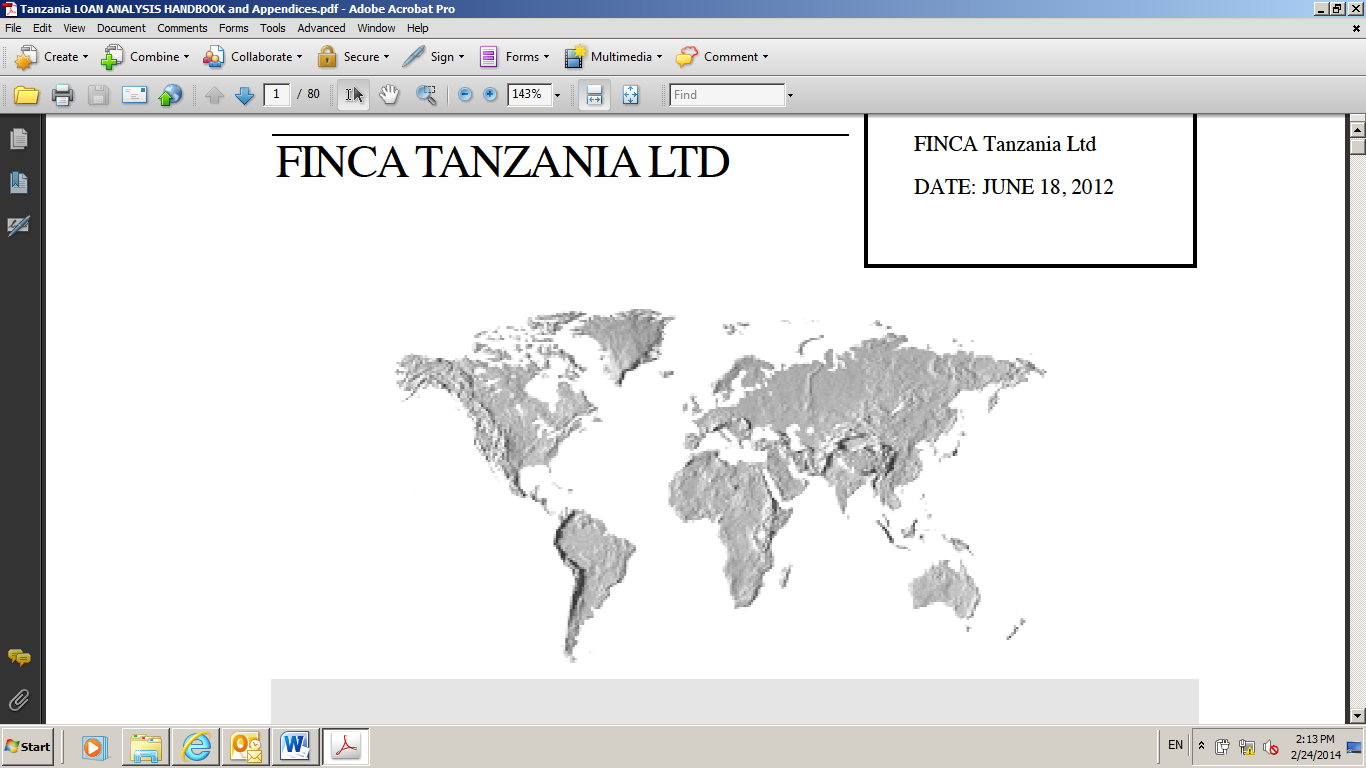 Tanzania LOAN ANALYSIS HANDBOOK and Appendices.pdf - Adobe Acrobat Pro
File Edit View Document Comments Forms Tools Advanced Window Help
Create Combine Collaborate Secure Sign Forms Multimedia Comment
1 / 80 143% Find
FINCA TANZANIA LTD
FINCA Tanzania Ltd
DATE: JUNE 18, 2012
Start EN 2:13 PM
2/24/2014